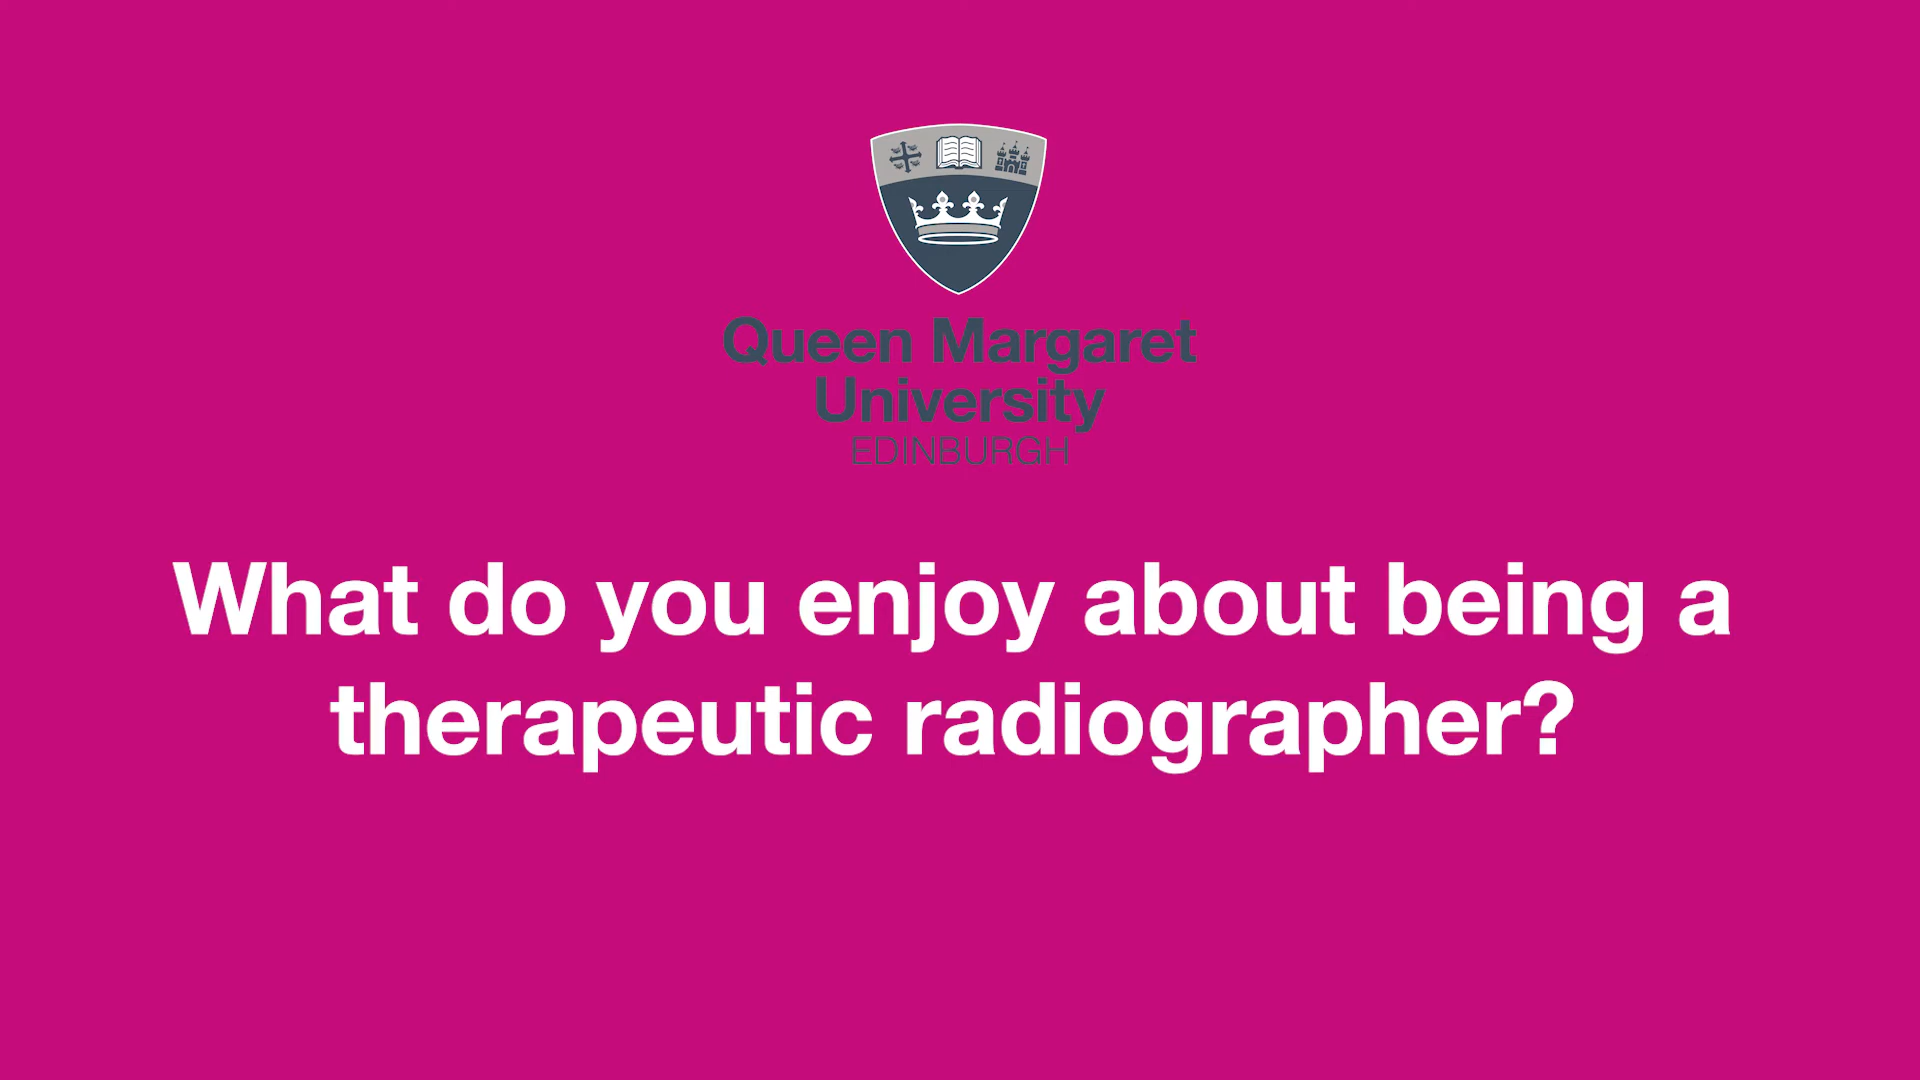 Queen Margaret
University
EDINBURGH
What do you enjoy about being a
therapeutic radiographer?